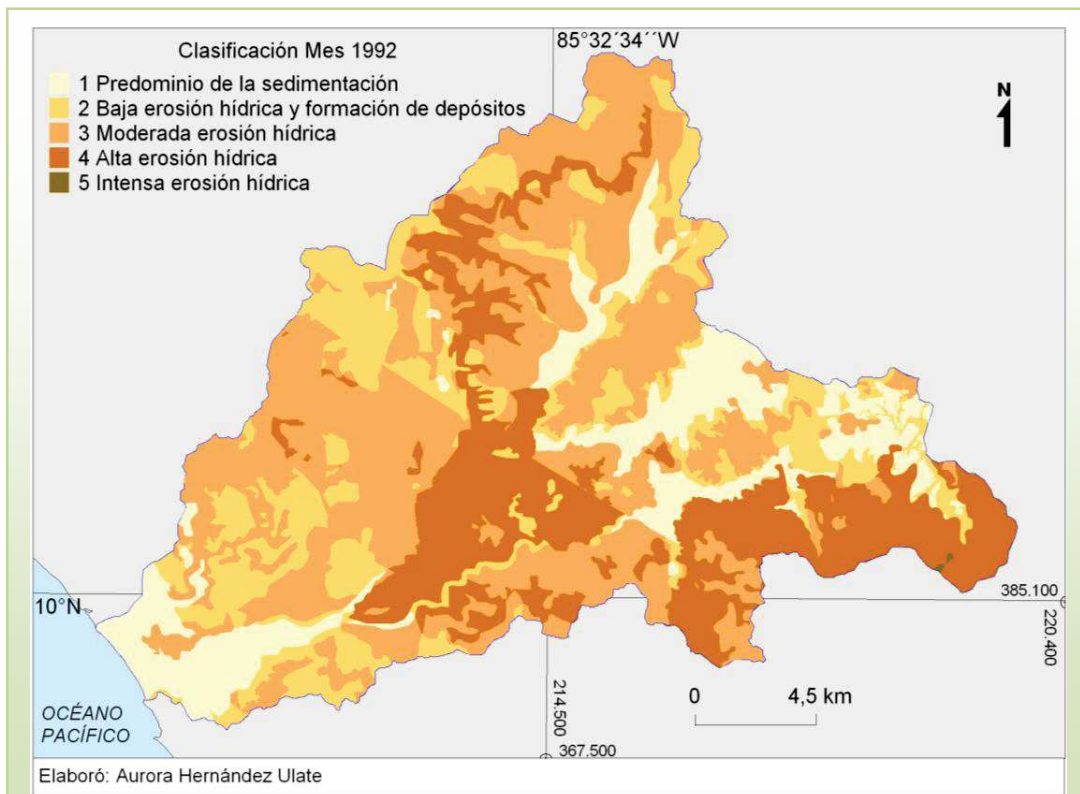 Clasificación Mes 1992
1 Predominio de la sedimentación
2 Baja erosión hídrica y formación de depósitos
3 Moderada erosión hídrica
4 Alta erosión hídrica
5 Intensa erosión hídrica
85°32´34´´W
N
10°N
385.100
220.400
0 4,5 km
214.500
367.500
OCÉANO
PACÍFICO
Elaboró: Aurora Hernández Ulate